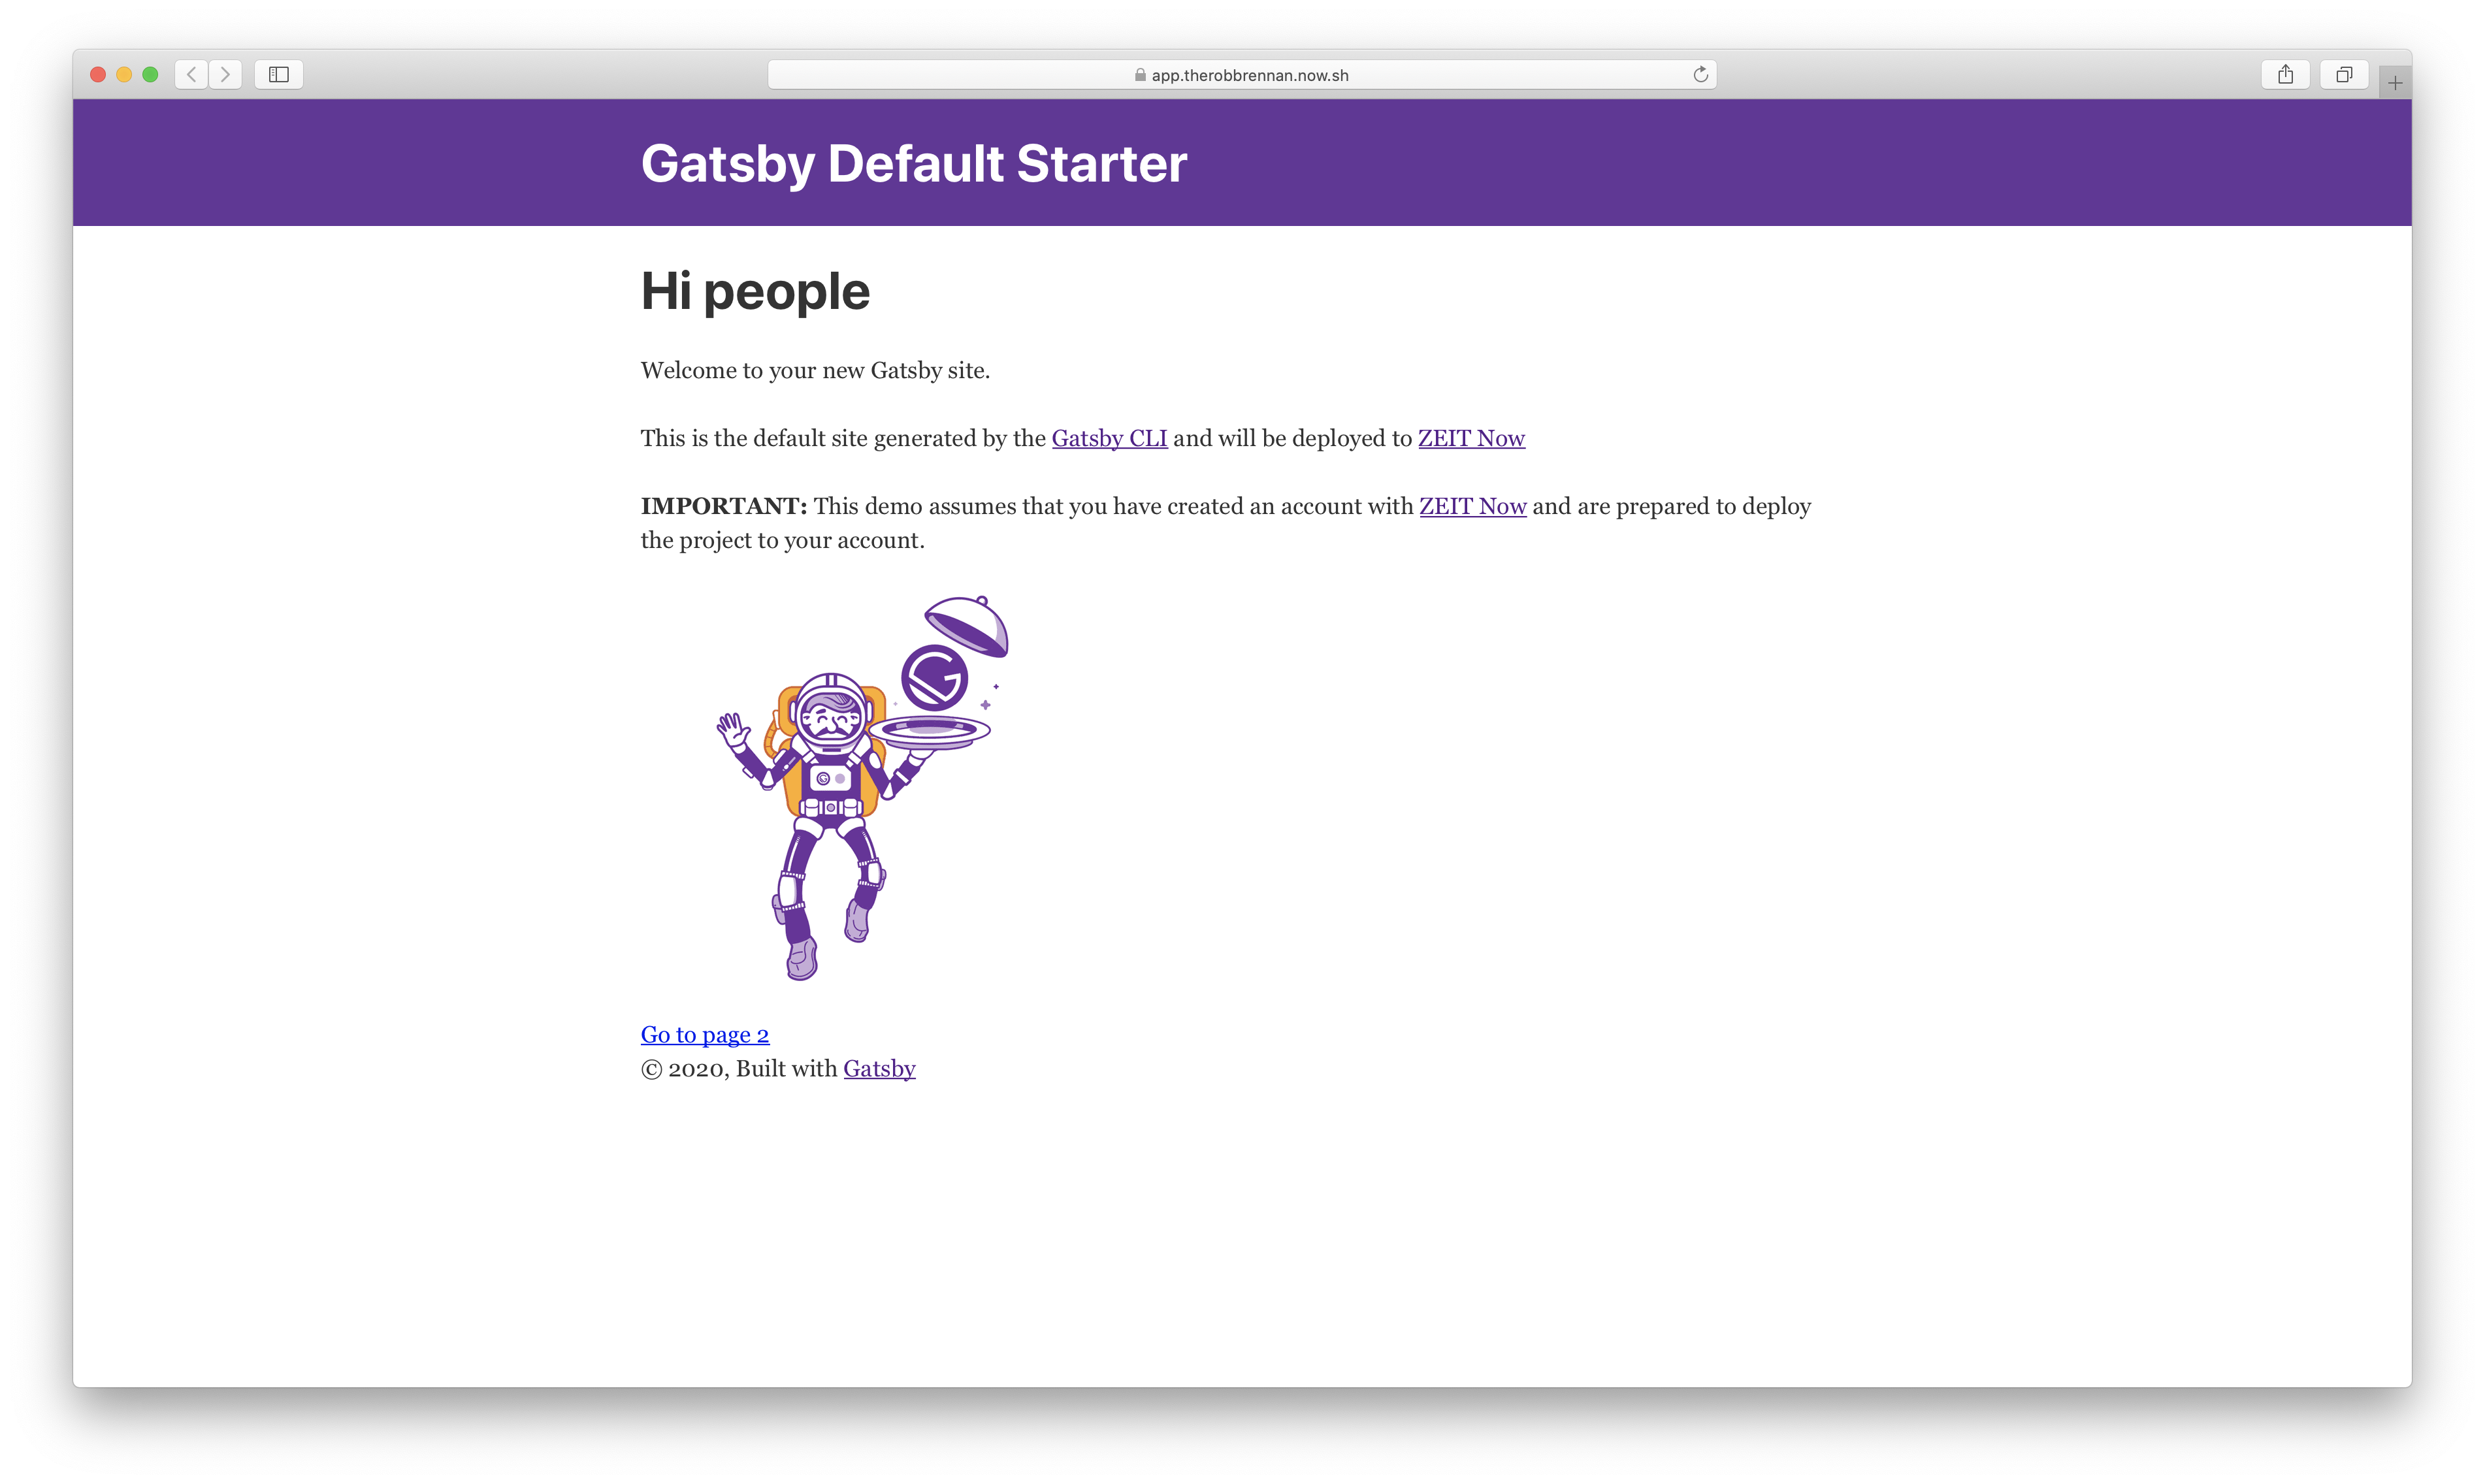 app.therobbrennan.now.sh
Gatsby Default Starter
Hi people
Welcome to your new Gatsby site.
This is the default site generated by the Gatsby CLI and will be deployed to ZEIT Now
IMPORTANT: This demo assumes that you have created an account with ZEIT Now and are prepared to deploy
the project to your account.
Go to page 2
© 2020, Built with Gatsby